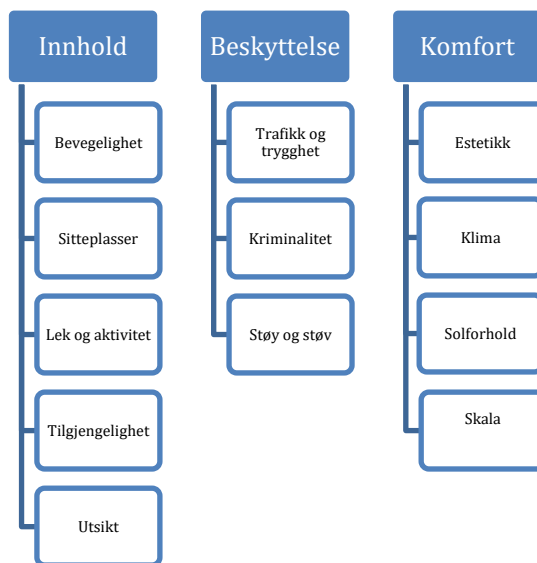 Innhold
Bevegelighet
Sitteplasser
Lek og aktivitet
Tilgjengelighet
Utsikt
Beskyttelse
Trafikk og
trygghet
Kriminalitet
Støy og støv
Komfort
Estetikk
Klima
Solforhold
Skala